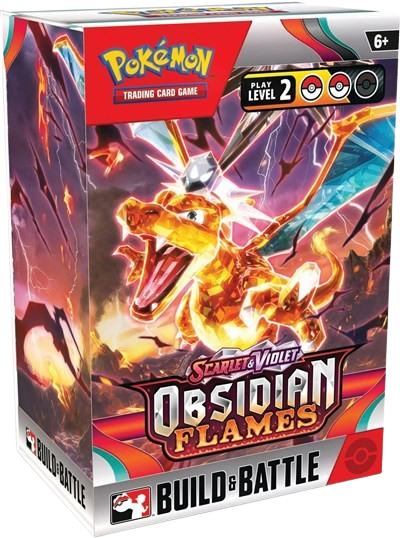 POKÉMON
TRADING CARD GAME
6+
PLAY
LEVEL 2
SCARLET & VIOLET
OBSIDIAN
FLAMES
BUILD & BATTLE